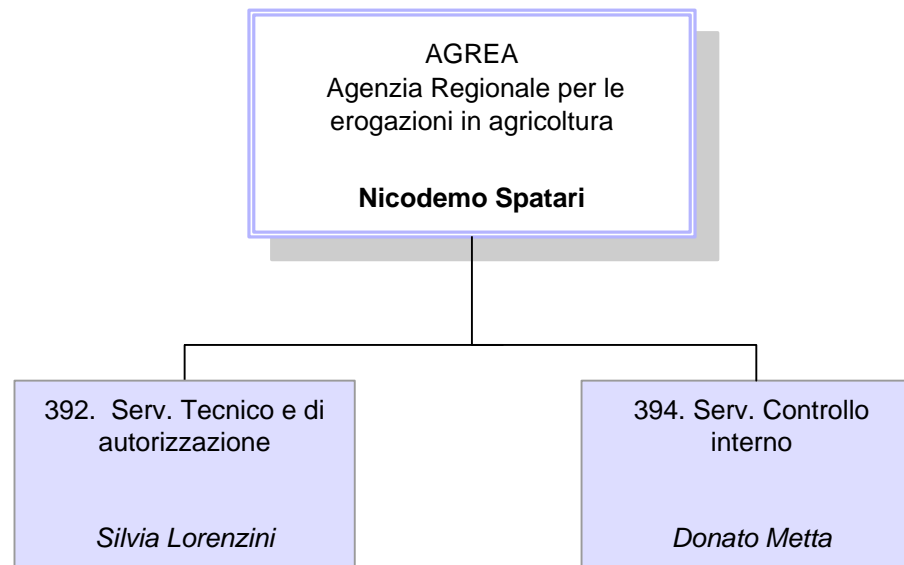 AGREA
Agenzia Regionale per le
erogazioni in agricoltura
Nicodemo Spatari
392. Serv. Tecnico e di
autorizzazione
Silvia Lorenzini
394. Serv. Controllo
interno
Donato Metta